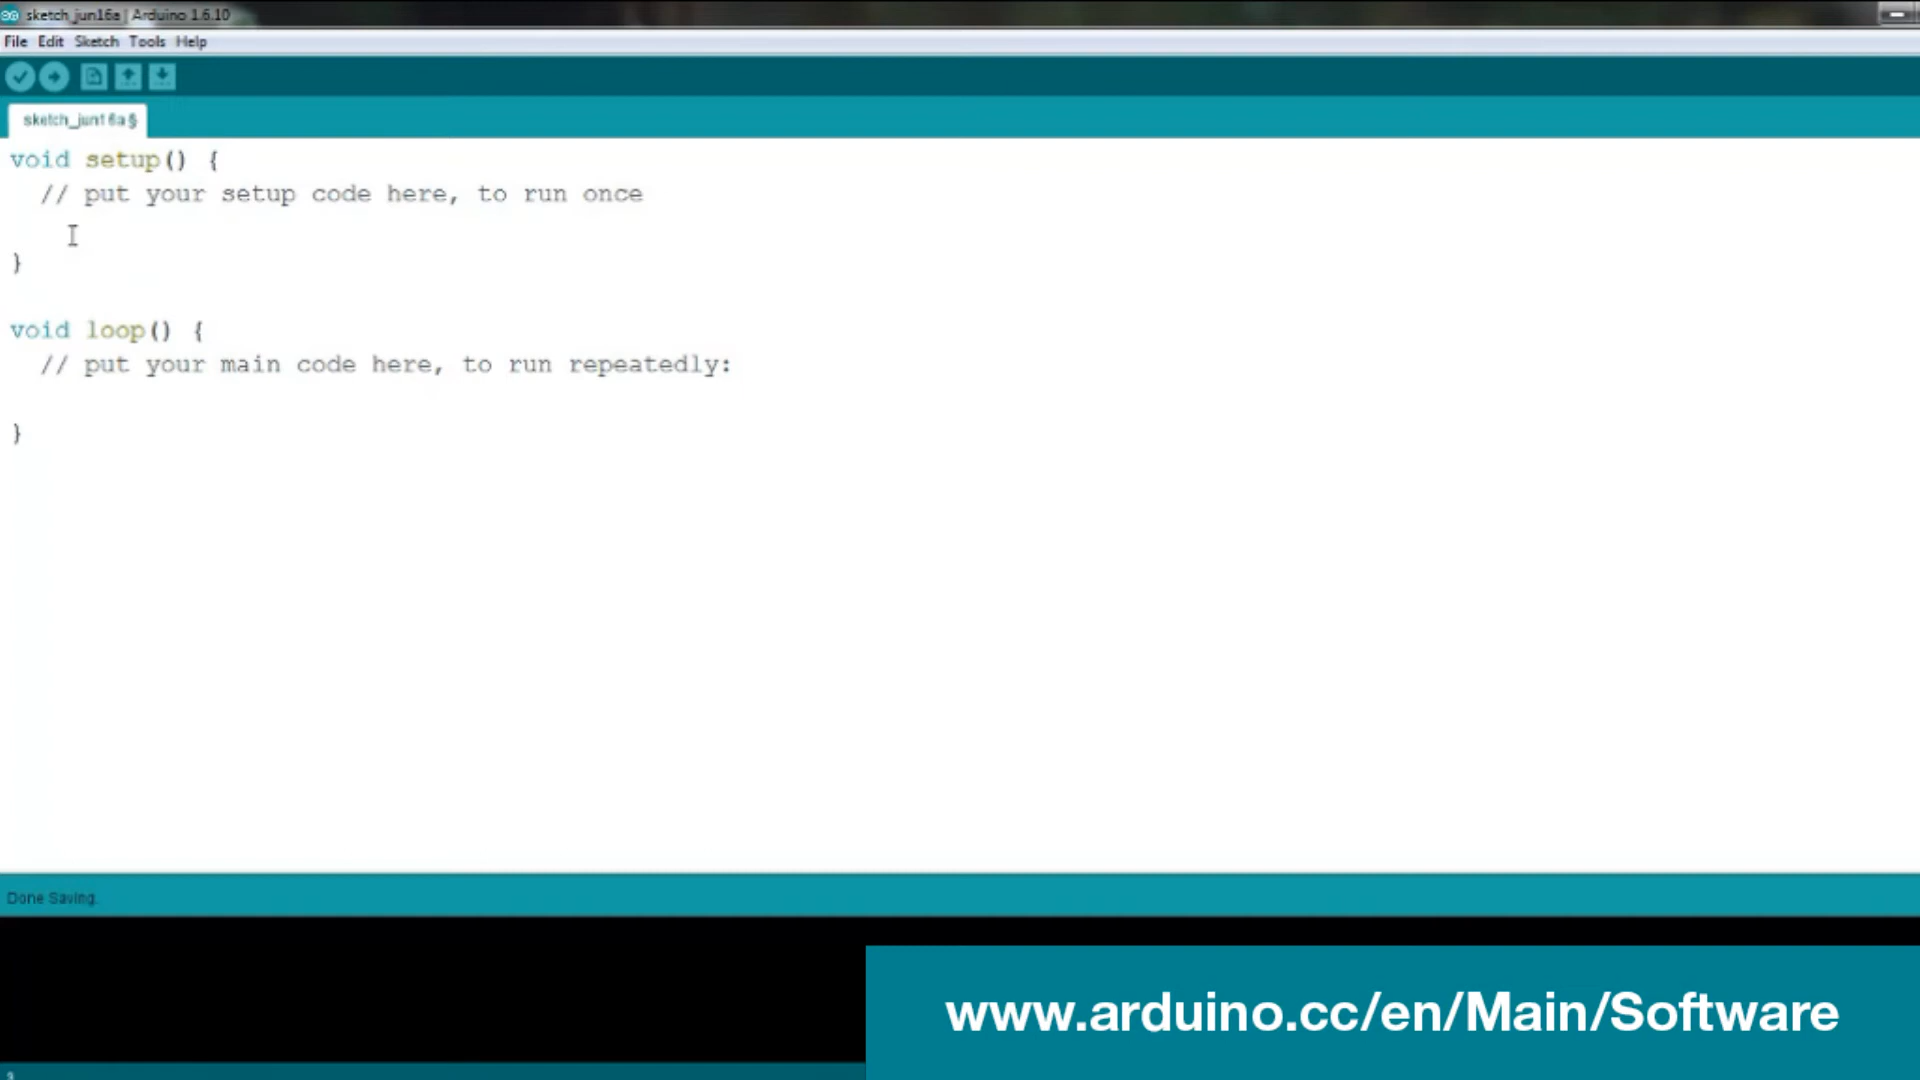 sketch_jun16a | Arduino 1.6.10
File Edit Sketch Tools Help
sketch_jun16a §
void setup() {
// put your setup code here, to run once
}
void loop() {
// put your main code here, to run repeatedly:
}
Done Saving.
www.arduino.cc/en/Main/Software
9